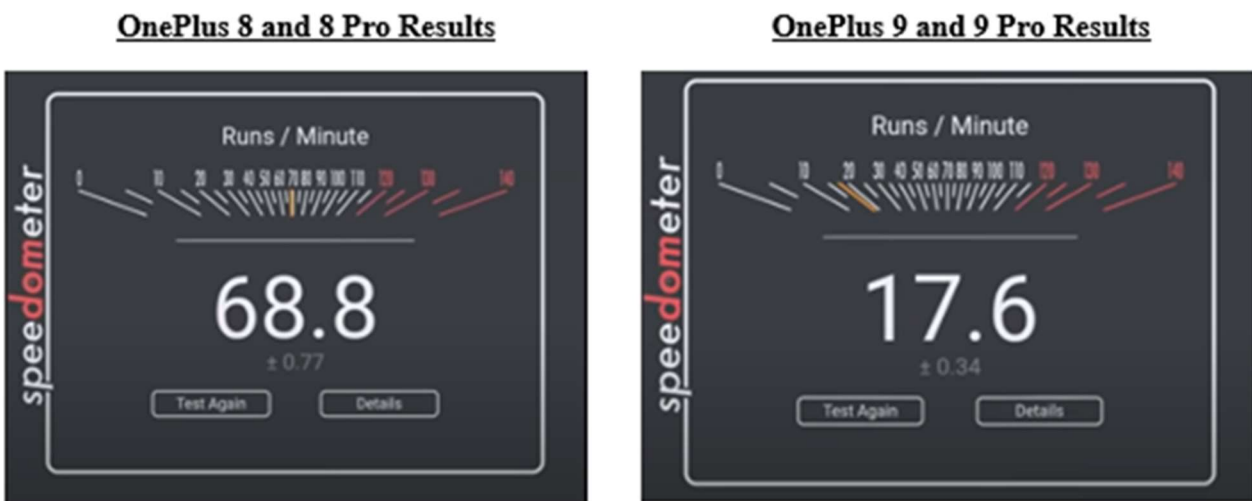 OnePlus 8 and 8 Pro Results
speedometer
Runs / Minute
0 10 20 30 40 50 60 70 80 90 100 110 120 130 140
68.8
± 0.77
Test Again Details
OnePlus 9 and 9 Pro Results
speedometer
Runs / Minute
0 10 20 30 40 50 60 70 80 90 100 110 120 130 140
17.6
± 0.34
Test Again Details